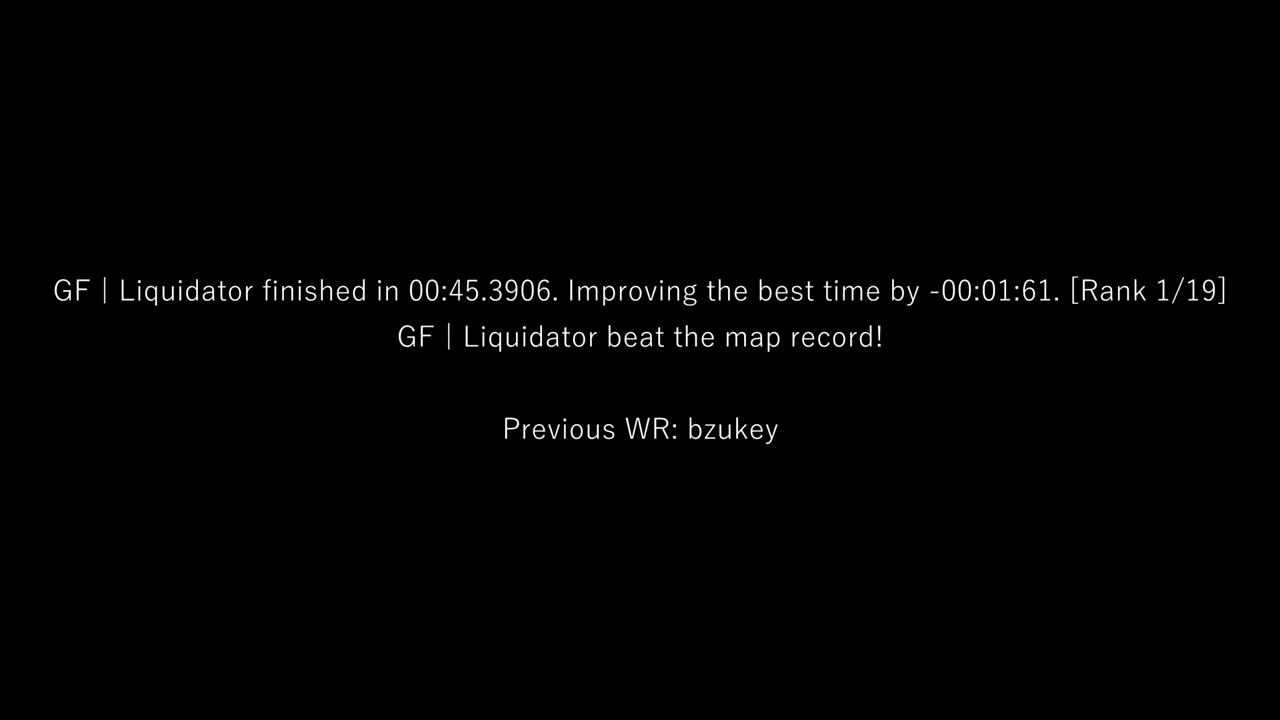 GF | Liquidator finished in 00:45.3906. Improving the best time by -00:01:61. [Rank 1/19]
GF | Liquidator beat the map record!
Previous WR: bzukey